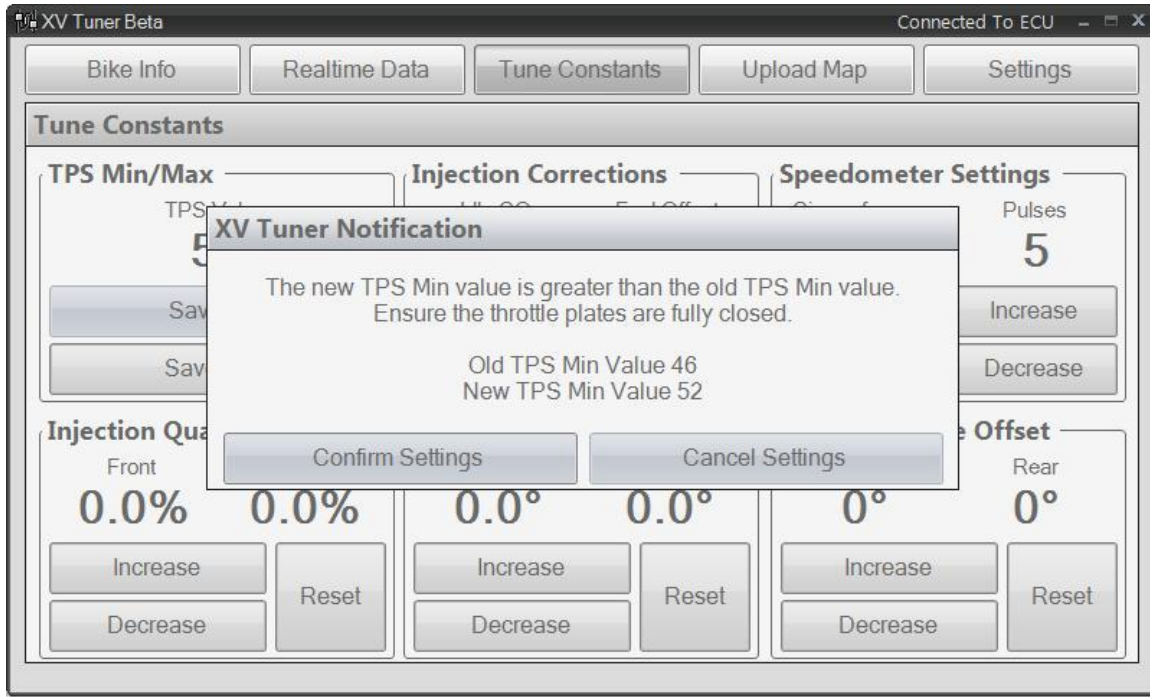 XV Tuner Beta
Connected To ECU
Bike Info
Realtime Data
Tune Constants
Upload Map
Settings
Tune Constants
TPS Min/Max
TPS
Injection Corrections
Speedometer Settings
Pulses
5
Increase
Decrease
XV Tuner Notification
The new TPS Min value is greater than the old TPS Min value.
Ensure the throttle plates are fully closed.
Old TPS Min Value 46
New TPS Min Value 52
Confirm Settings
Cancel Settings
Injection
Front
0.0%
0.0%
Increase
Decrease
Reset
0.0°
0.0°
Increase
Decrease
Reset
Offset
Rear
0°
0°
Increase
Decrease
Reset